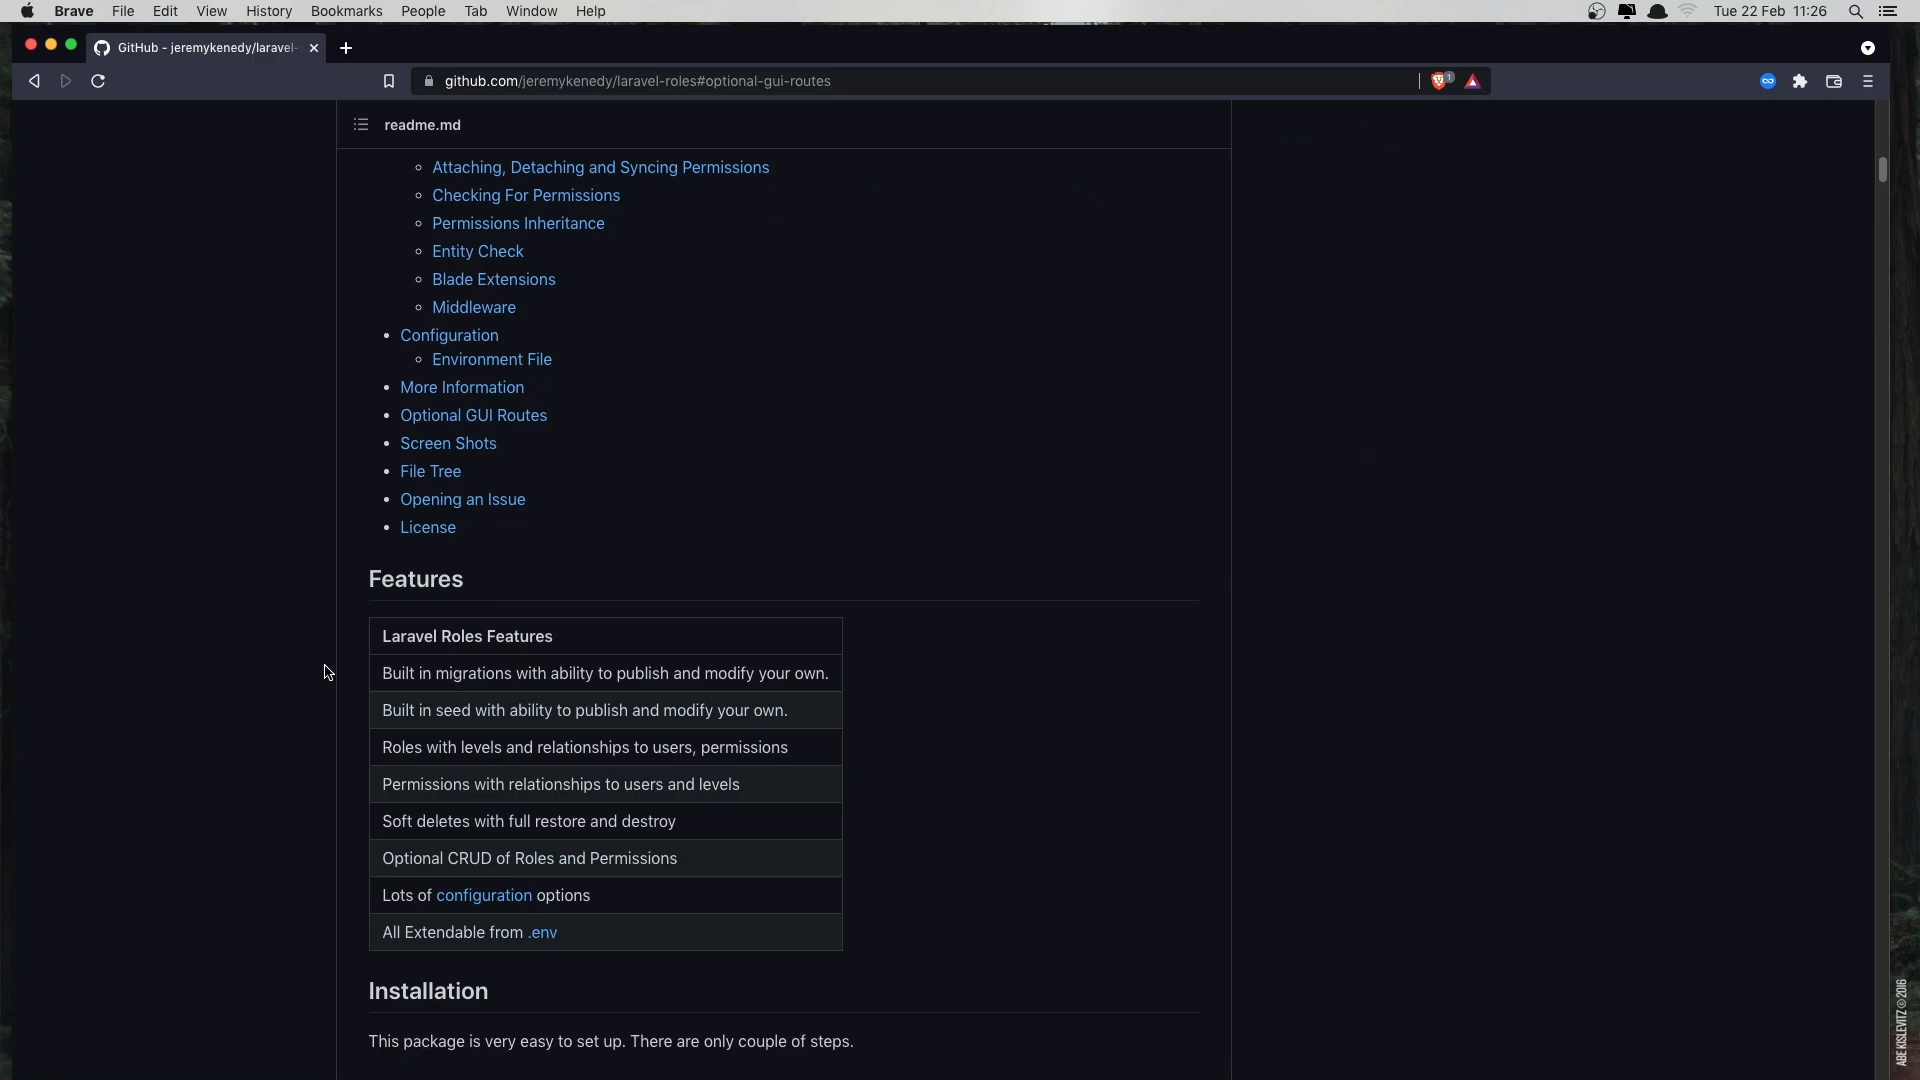 Brave File Edit View History Bookmarks People Tab Window Help Tue 22 Feb 11:26
GitHub - jeremykenedy/laravel-
github.com/jeremykenedy/laravel-roles#optional-gui-routes 1
readme.md
Attaching, Detaching and Syncing Permissions
Checking For Permissions
Permissions Inheritance
Entity Check
Blade Extensions
Middleware
Configuration
Environment File
More Information
Optional GUI Routes
Screen Shots
File Tree
Opening an Issue
License
Features
Laravel Roles Features
Built in migrations with ability to publish and modify your own.
Built in seed with ability to publish and modify your own.
Roles with levels and relationships to users, permissions
Permissions with relationships to users and levels
Soft deletes with full restore and destroy
Optional CRUD of Roles and Permissions
Lots of configuration options
All Extendable from .env
Installation
This package is very easy to set up. There are only couple of steps.
ABE KISLEVITZ © 2016